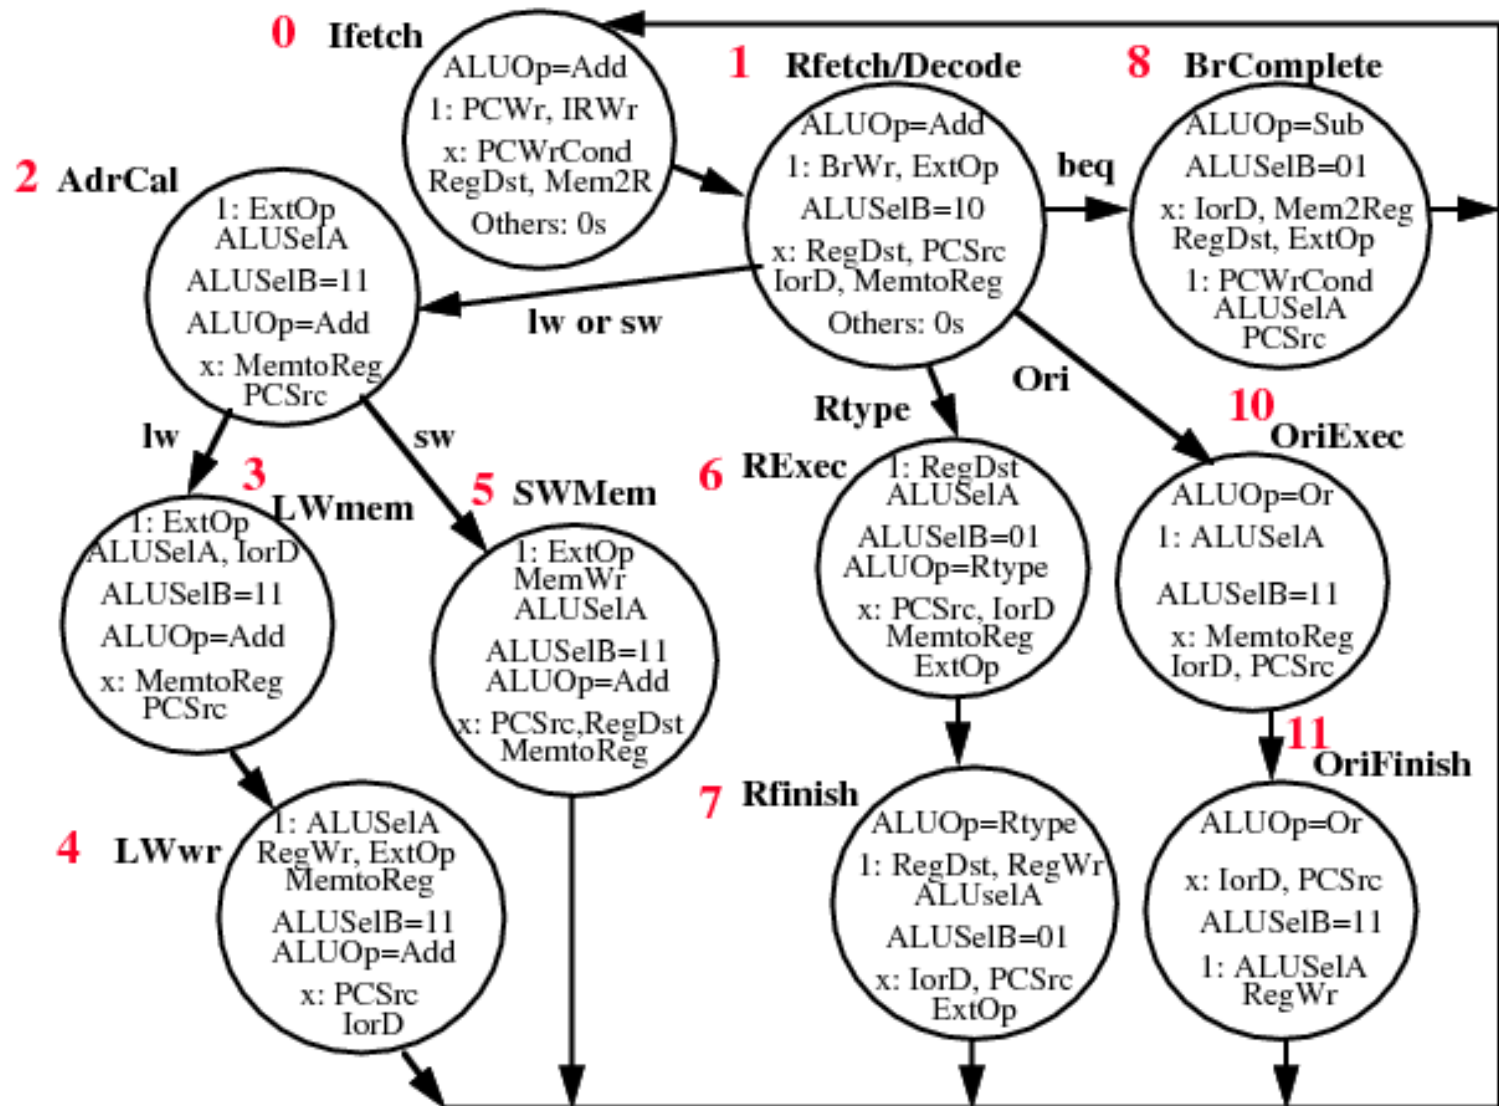 0 Ifetch
ALUOp=Add
1: PCWr, IRWr
x: PCWrCond
RegDst, Mem2R
Others: 0s
1 Rfetch/Decode
ALUOp=Add
1: BrWr, ExtOp
ALUSelB=10
x: RegDst, PCSrc
IorD, MemtoReg
Others: 0s
beq
8 BrComplete
ALUOp=Sub
ALUSelB=01
x: IorD, Mem2Reg
RegDst, ExtOp
1: PCWrCond
ALUSelA
PCSrc
2 AdrCal
1: ExtOp
ALUSelA
ALUSelB=11
ALUOp=Add
x: MemtoReg
PCSrc
lw or sw
lw
sw
Rtype
Ori
3 LWmem
1: ExtOp
ALUSelA, IorD
ALUSelB=11
ALUOp=Add
x: MemtoReg
PCSrc
5 SWMem
1: ExtOp
MemWr
ALUSelA
ALUSelB=11
ALUOp=Add
x: PCSrc,RegDst
MemtoReg
6 RExec
1: RegDst
ALUSelA
ALUSelB=01
ALUOp=Rtype
x: PCSrc, IorD
MemtoReg
ExtOp
10 OriExec
ALUOp=Or
1: ALUSelA
ALUSelB=11
x: MemtoReg
IorD, PCSrc
4 LWwr
1: ALUSelA
RegWr, ExtOp
MemtoReg
ALUSelB=11
ALUOp=Add
x: PCSrc
IorD
7 Rfinish
ALUOp=Rtype
1: RegDst, RegWr
ALUselA
ALUSelB=01
x: IorD, PCSrc
ExtOp
11 OriFinish
ALUOp=Or
x: IorD, PCSrc
ALUSelB=11
1: ALUSelA
RegWr